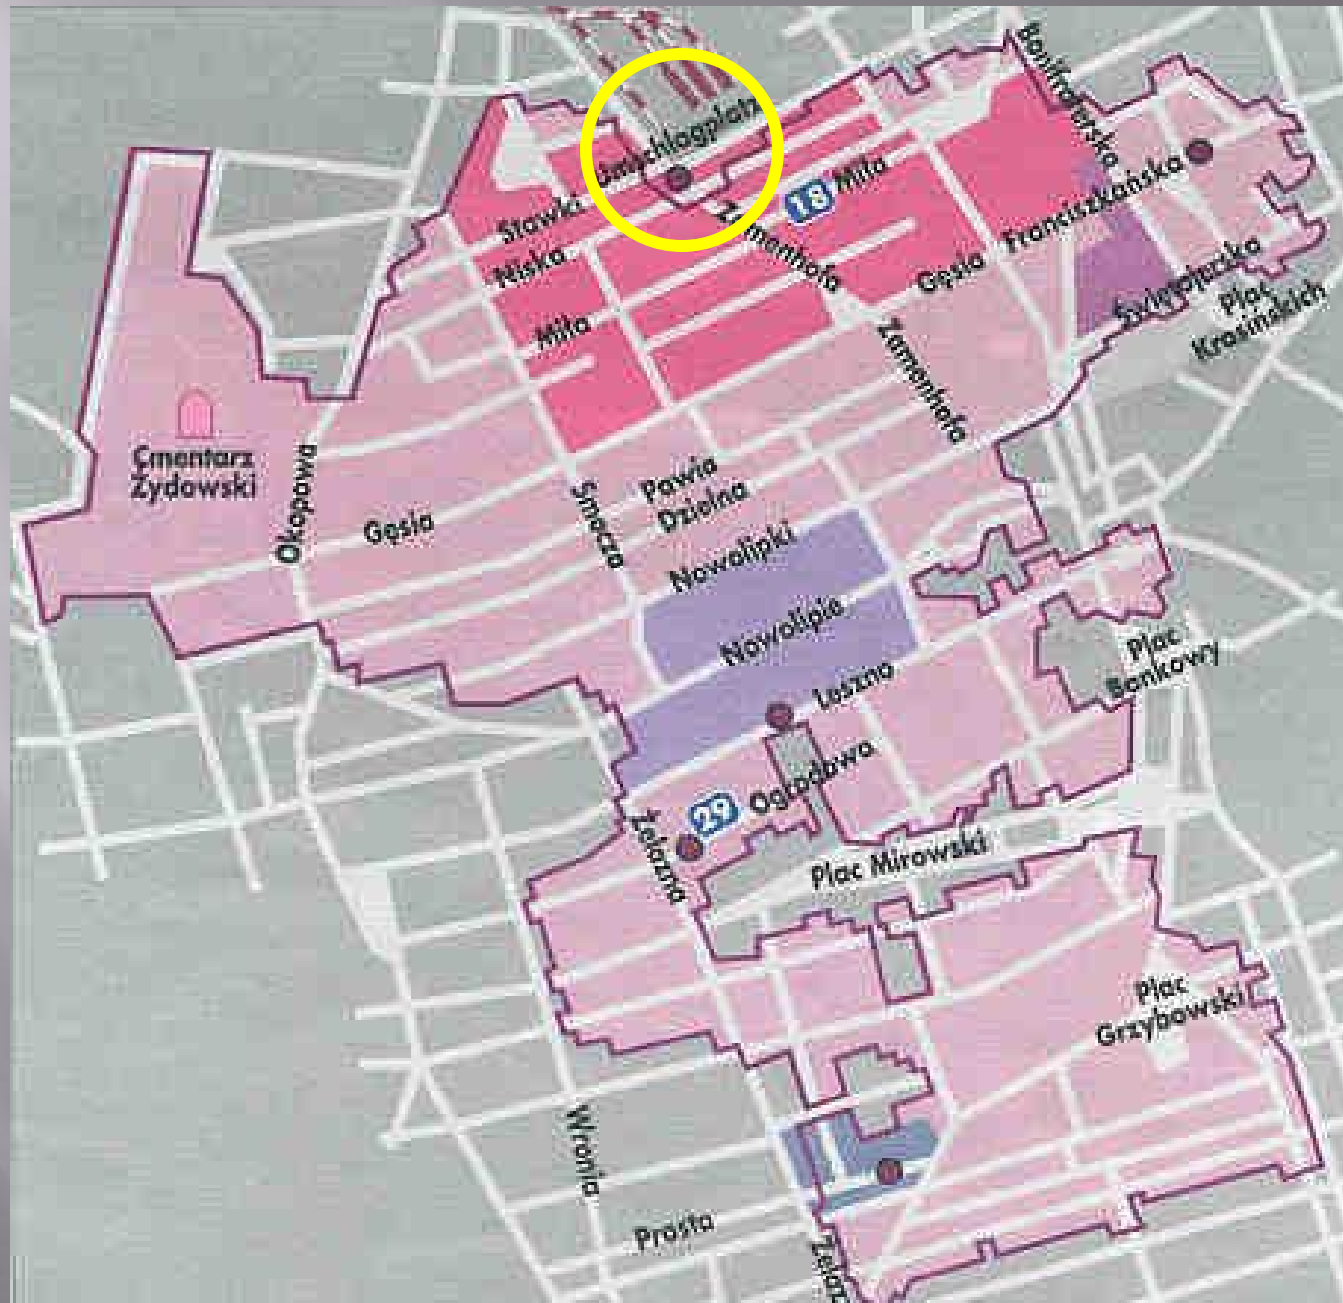 Umschlagplatz
Bonifraterska
18
Miła
Stawki
Niska
Zamenhofa
Gęsia
Franciszkańska
Świętojerska
Plac
Krasińskich
Miła
Zamenhofa
Cmentarz
Żydowski
Okopowa
Gęsia
Smocza
Pawia
Dzielna
Nowolipki
Nowolipie
Leszno
Plac
Bankowy
29
Ogrodowa
Żelazna
Plac Mirowski
Plac
Grzybowski
Wronia
Prosta